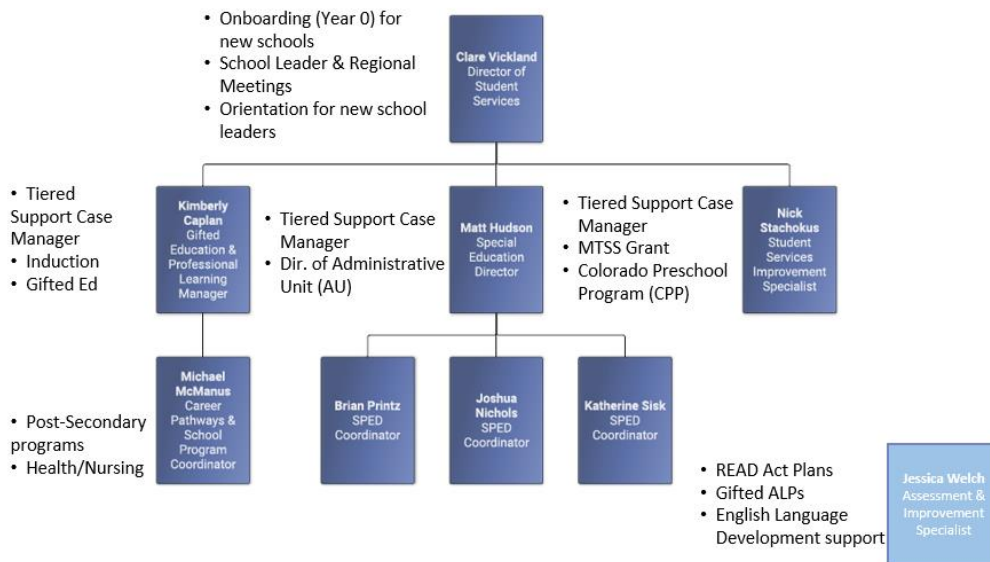 • Onboarding (Year 0) for
new schools
• School Leader & Regional
Meetings
• Orientation for new school
leaders
Clare Vickland
Director of
Student
Services
• Tiered
Support Case
Manager
• Induction
• Gifted Ed
Kimberly
Caplan
Gifted
Education &
Professional
Learning
Manager
• Tiered Support Case
Manager
• Dir. of Administrative
Unit (AU)
Matt Hudson
Special
Education
Director
• Tiered Support Case
Manager
• MTSS Grant
• Colorado Preschool
Program (CPP)
Nick
Stachokus
Student
Services
Improvement
Specialist
• Post-Secondary
programs
• Health/Nursing
Michael
McManus
Career
Pathways &
School
Program
Coordinator
Brian Printz
SPED
Coordinator
Joshua
Nichols
SPED
Coordinator
Katherine Sisk
SPED
Coordinator
• READ Act Plans
• Gifted ALPs
• English Language
Development support
Jessica Welch
Assessment &
Improvement
Specialist